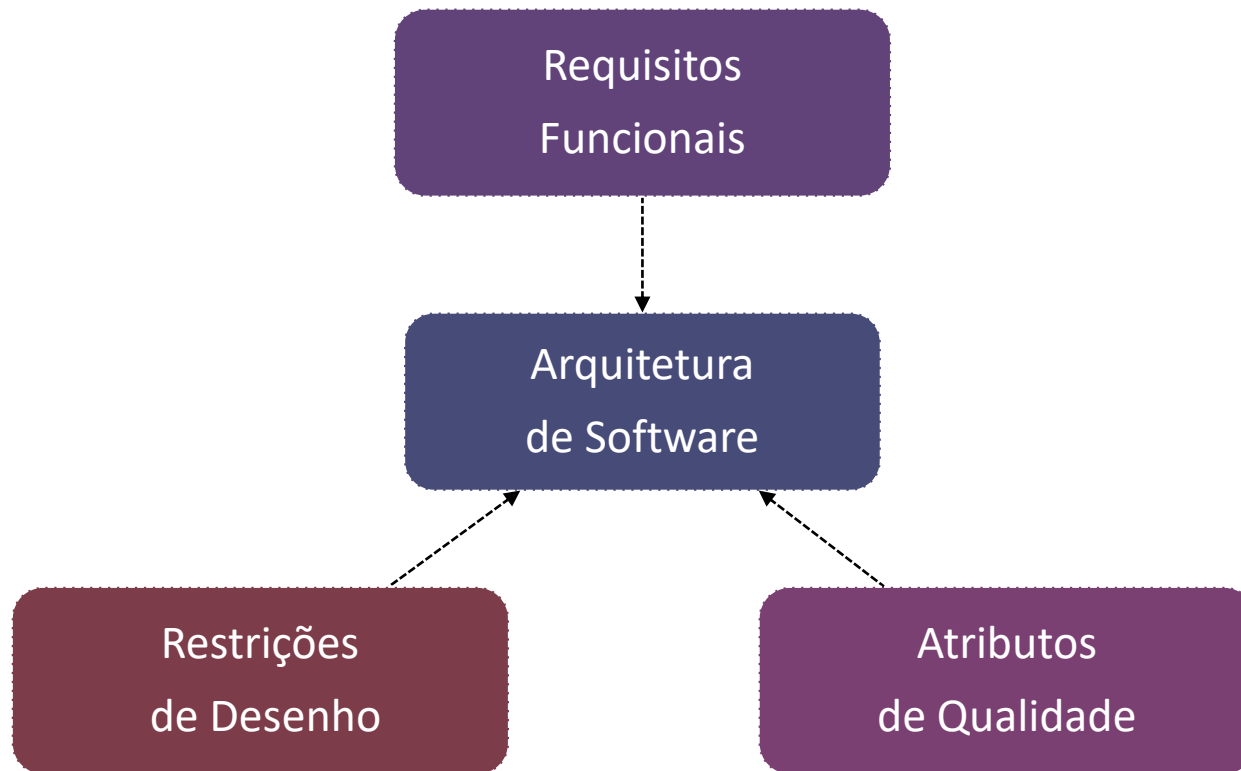 Requisitos
Funcionais
Arquitetura
de Software
Restrições
de Desenho
Atributos
de Qualidade